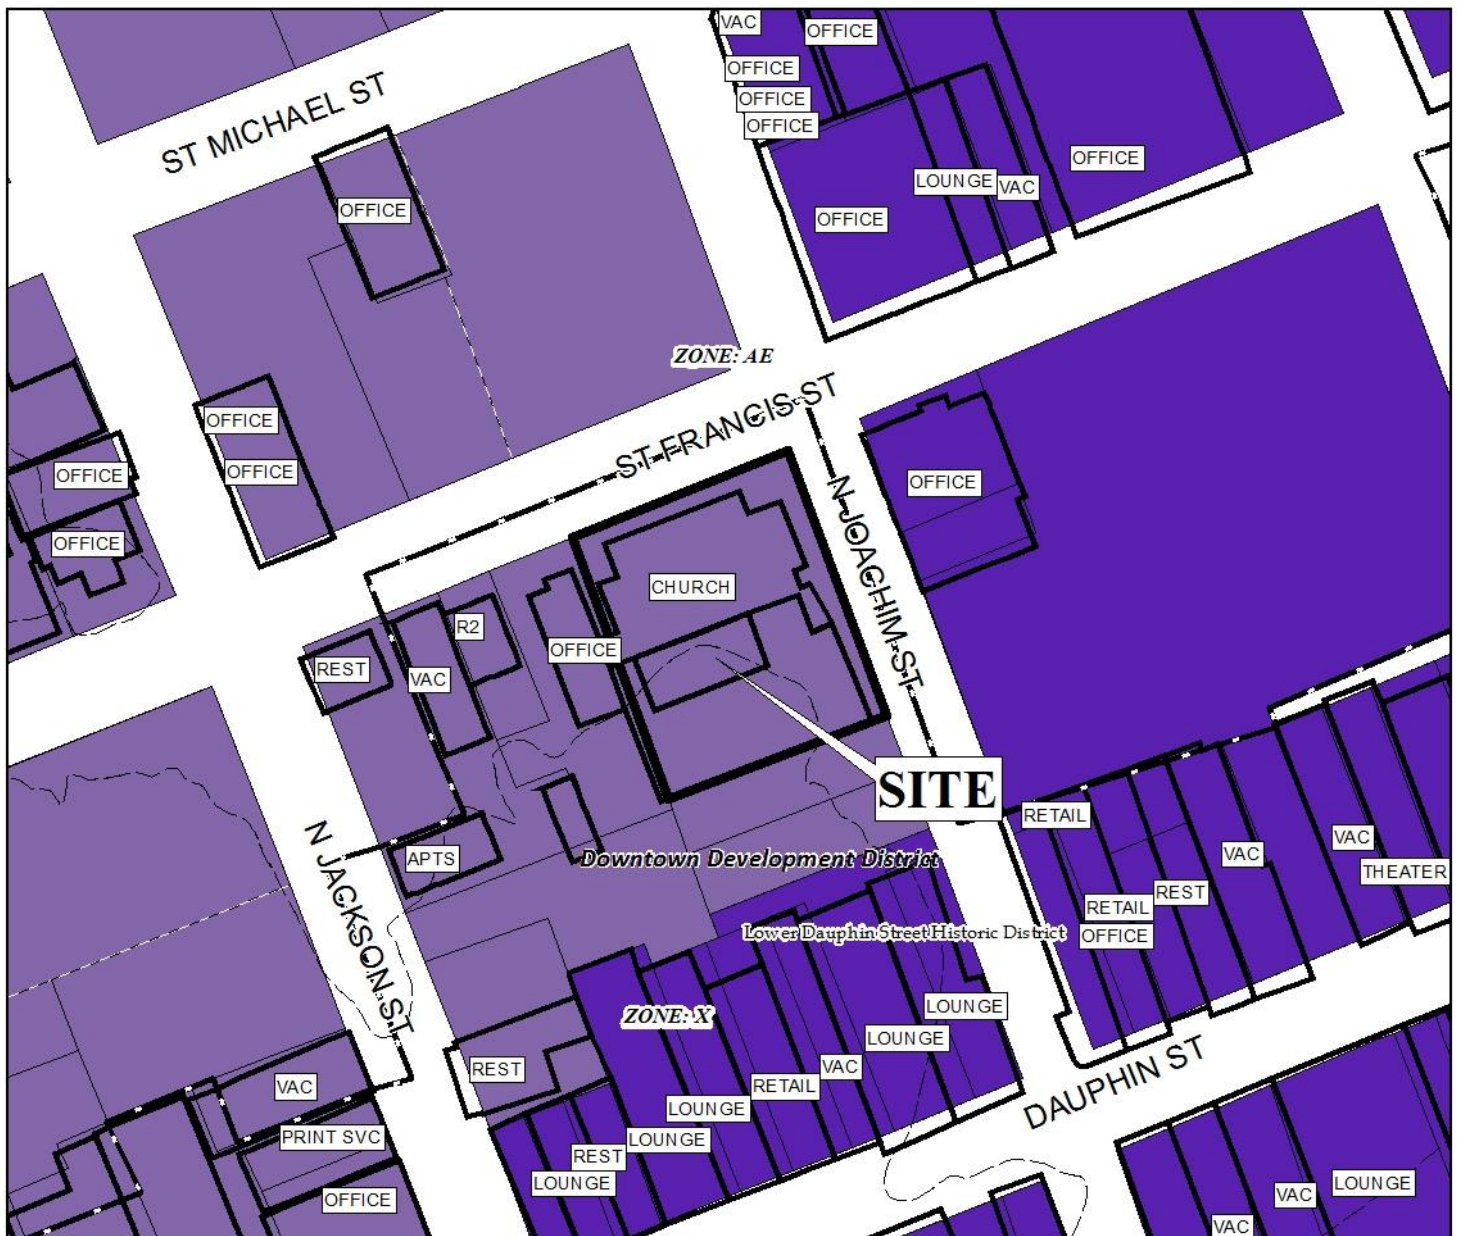 VAC
OFFICE
OFFICE
OFFICE
OFFICE
ST MICHAEL ST
OFFICE
LOUNGE
VAC
OFFICE
OFFICE
ZONE: AE
ST FRANCIS ST
OFFICE
OFFICE
OFFICE
OFFICE
OFFICE
N JOACHIM ST
CHURCH
R2
OFFICE
REST
VAC
SITE
RETAIL
N JACKSON ST
APTS
Downtown Development District
VAC
VAC
THEATER
REST
RETAIL
OFFICE
Lower Dauphin Street Historic District
ZONE: X
LOUNGE
LOUNGE
REST
VAC
RETAIL
LOUNGE
LOUNGE
REST
LOUNGE
DAUPHIN ST
VAC
PRINT SVC
OFFICE
LOUNGE
VAC
VAC